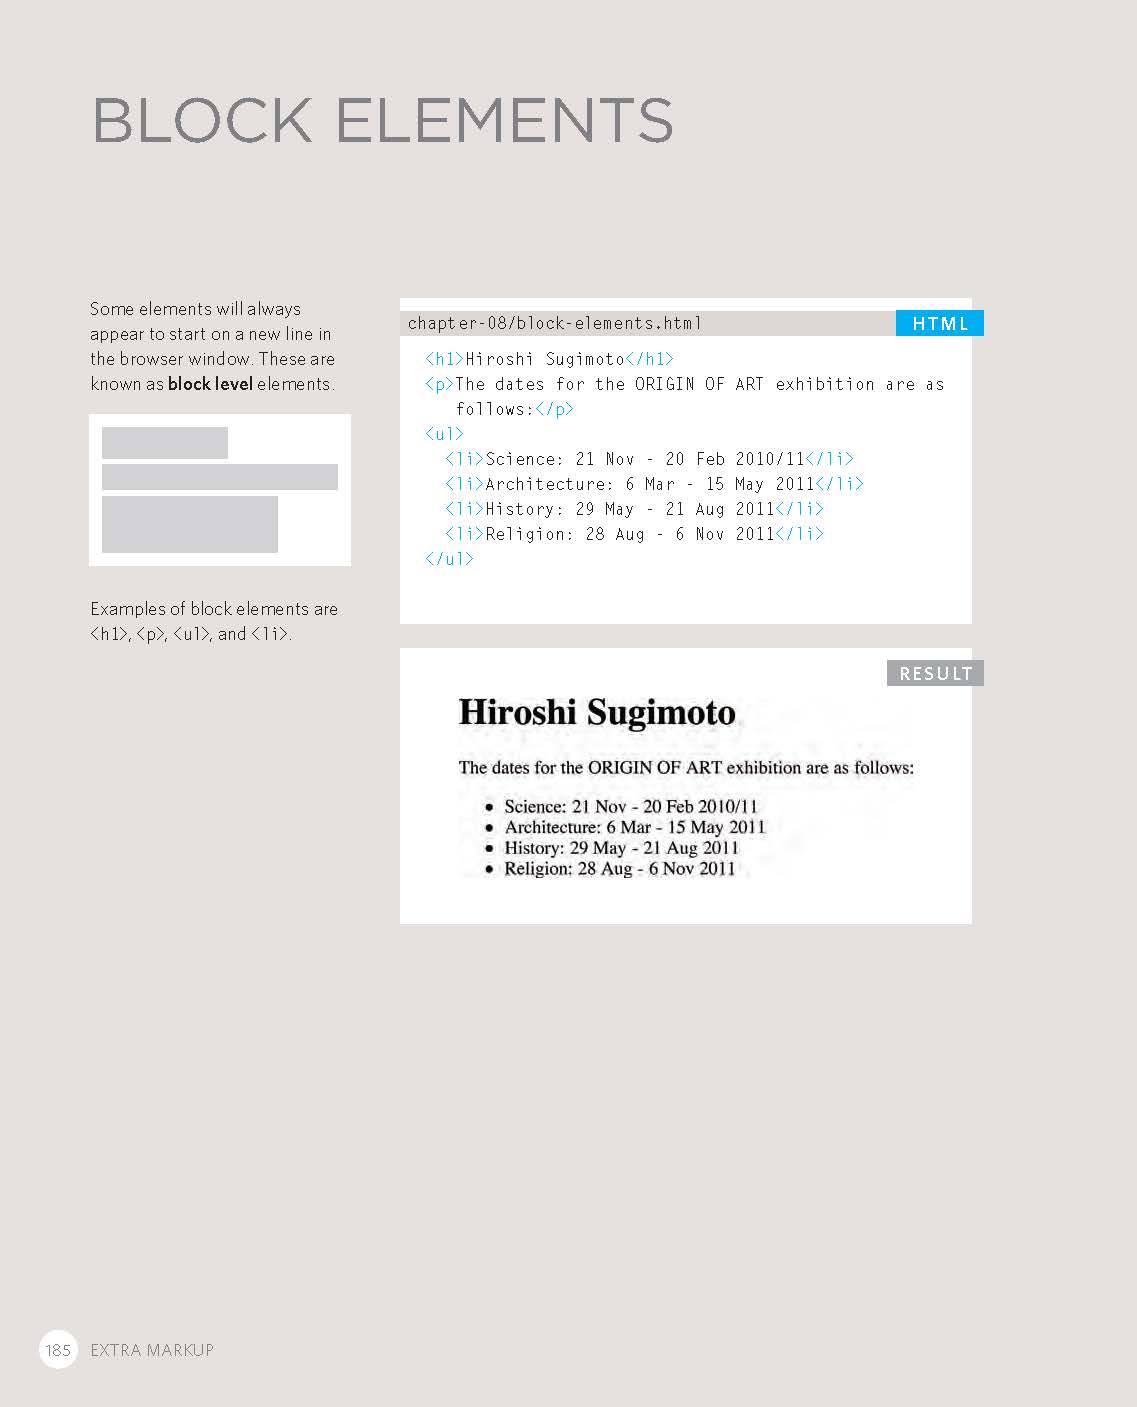 BLOCK ELEMENTS
Some elements will always
appear to start on a new line in
the browser window. These are
known as block level elements.
Examples of block elements are
<h1>, <p>, <ul>, and <li>.
chapter-08/block-elements.html
HTML
<h1>Hiroshi Sugimoto</h1>
<p>The dates for the ORIGIN OF ART exhibition are as
follows:</p>
<ul>
<li>Science: 21 Nov - 20 Feb 2010/11</li>
<li>Architecture: 6 Mar - 15 May 2011</li>
<li>History: 29 May - 21 Aug 2011</li>
<li>Religion: 28 Aug - 6 Nov 2011</li>
</ul>
RESULT
Hiroshi Sugimoto
The dates for the ORIGIN OF ART exhibition are as follows:
• Science: 21 Nov - 20 Feb 2010/11
• Architecture: 6 Mar - 15 May 2011
• History: 29 May - 21 Aug 2011
• Religion: 28 Aug - 6 Nov 2011
185 EXTRA MARKUP